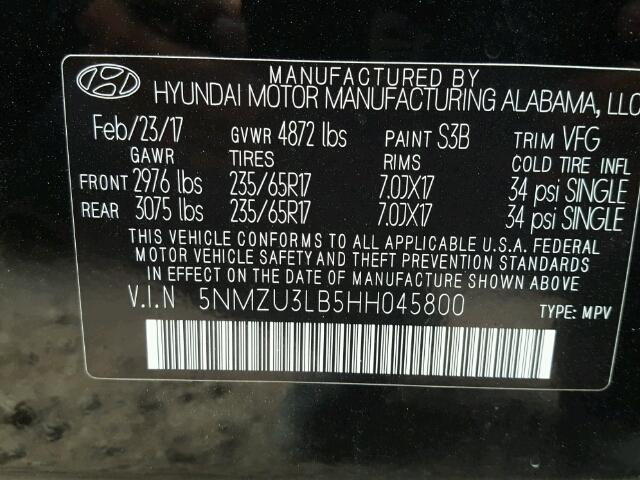 MANUFACTURED BY
HYUNDAI MOTOR MANUFACTURING ALABAMA, LLC
Feb/23/17 GVWR 4872 lbs PAINT S3B TRIM VFG
GAWR TIRES RIMS COLD TIRE INFL
FRONT 2976 lbs 235/65R17 7.0JX17 34 psi SINGLE
REAR 3075 lbs 235/65R17 7.0JX17 34 psi SINGLE
THIS VEHICLE CONFORMS TO ALL APPLICABLE U.S.A. FEDERAL
MOTOR VEHICLE SAFETY AND THEFT PREVENTION STANDARDS
IN EFFECT ON THE DATE OF MANUFACTURE SHOWN ABOVE
V.I.N 5NMZU3LB5HH045800 TYPE: MPV